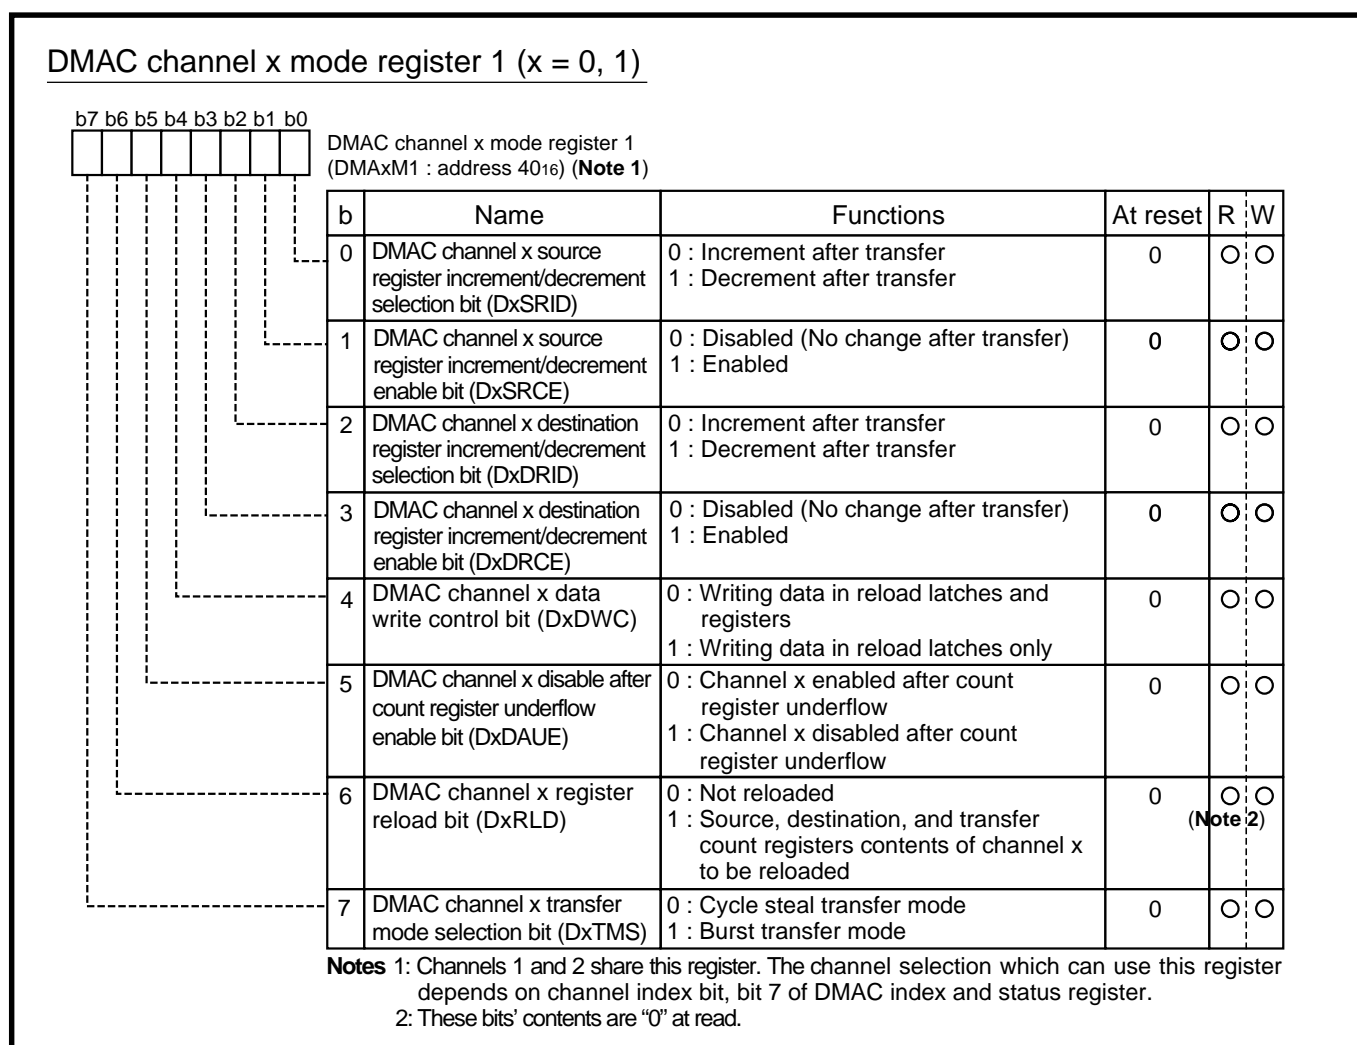 DMAC channel x mode register 1 (x = 0, 1)
b7 b6 b5 b4 b3 b2 b1 b0
DMAC channel x mode register 1
(DMAxM1 : address 4016) (Note 1)
b Name Functions At reset R W
0 DMAC channel x source 0 : Increment after transfer 0 O O
register increment/decrement 1 : Decrement after transfer
selection bit (DxSRID)
1 DMAC channel x source 0 : Disabled (No change after transfer) 0 O O
register increment/decrement 1 : Enabled
enable bit (DxSRCE)
2 DMAC channel x destination 0 : Increment after transfer 0 O O
register increment/decrement 1 : Decrement after transfer
selection bit (DxDRID)
3 DMAC channel x destination 0 : Disabled (No change after transfer) 0 O O
register increment/decrement 1 : Enabled
enable bit (DxDRCE)
4 DMAC channel x data 0 : Writing data in reload latches and 0 O O
write control bit (DxDWC) registers
1 : Writing data in reload latches only
5 DMAC channel x disable after 0 : Channel x enabled after count 0 O O
count register underflow register underflow
enable bit (DxDAUE) 1 : Channel x disabled after count
register underflow
6 DMAC channel x register 0 : Not reloaded 0 O O
reload bit (DxRLD) 1 : Source, destination, and transfer (Note 2)
count registers contents of channel x
to be reloaded
7 DMAC channel x transfer 0 : Cycle steal transfer mode 0 O O
mode selection bit (DxTMS) 1 : Burst transfer mode
Notes 1: Channels 1 and 2 share this register. The channel selection which can use this register
depends on channel index bit, bit 7 of DMAC index and status register.
2: These bits’ contents are “0” at read.